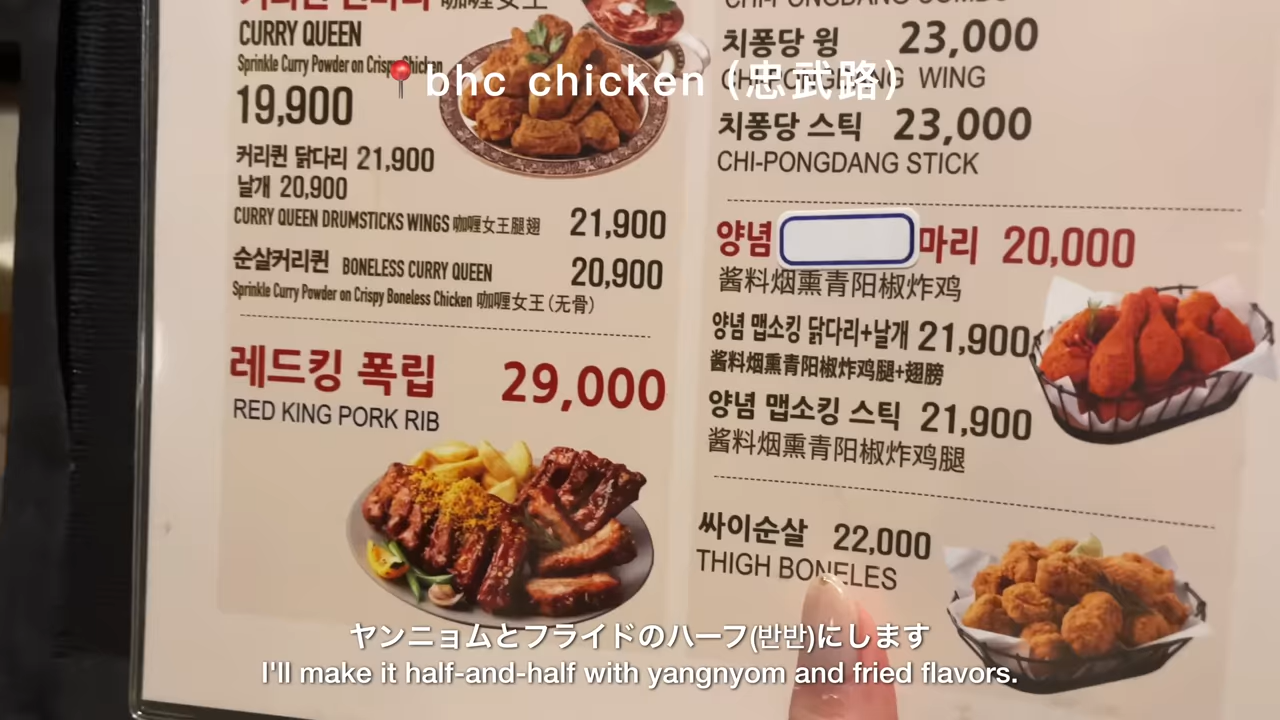 咖喱女王
CURRY QUEEN
Sprinkle Curry Powder on Crispy Chicken
19,900
커리퀸 닭다리 21,900
날개 20,900
CURRY QUEEN DRUMSTICKS WINGS 咖喱女王腿翅 21,900
순살커리퀸 BONELESS CURRY QUEEN 20,900
Sprinkle Curry Powder on Crispy Boneless Chicken 咖喱女王(无骨)
레드킹 폭립 29,000
RED KING PORK RIB
CHI-PONGDANG COMBO
치퐁당 윙 23,000
CHI-PONGDANG WING
치퐁당 스틱 23,000
CHI-PONGDANG STICK
양념 마리 20,000
酱料烟熏青阳椒炸鸡
양념 맵소킹 닭다리+날개 21,900
酱料烟熏青阳椒炸鸡腿+翅膀
양념 맵소킹 스틱 21,900
酱料烟熏青阳椒炸鸡腿
싸이순살 22,000
THIGH BONELES
bhc chicken (忠武路)
ヤンニョムとフライドのハーフ(반반)にします
I'll make it half-and-half with yangnyom and fried flavors.